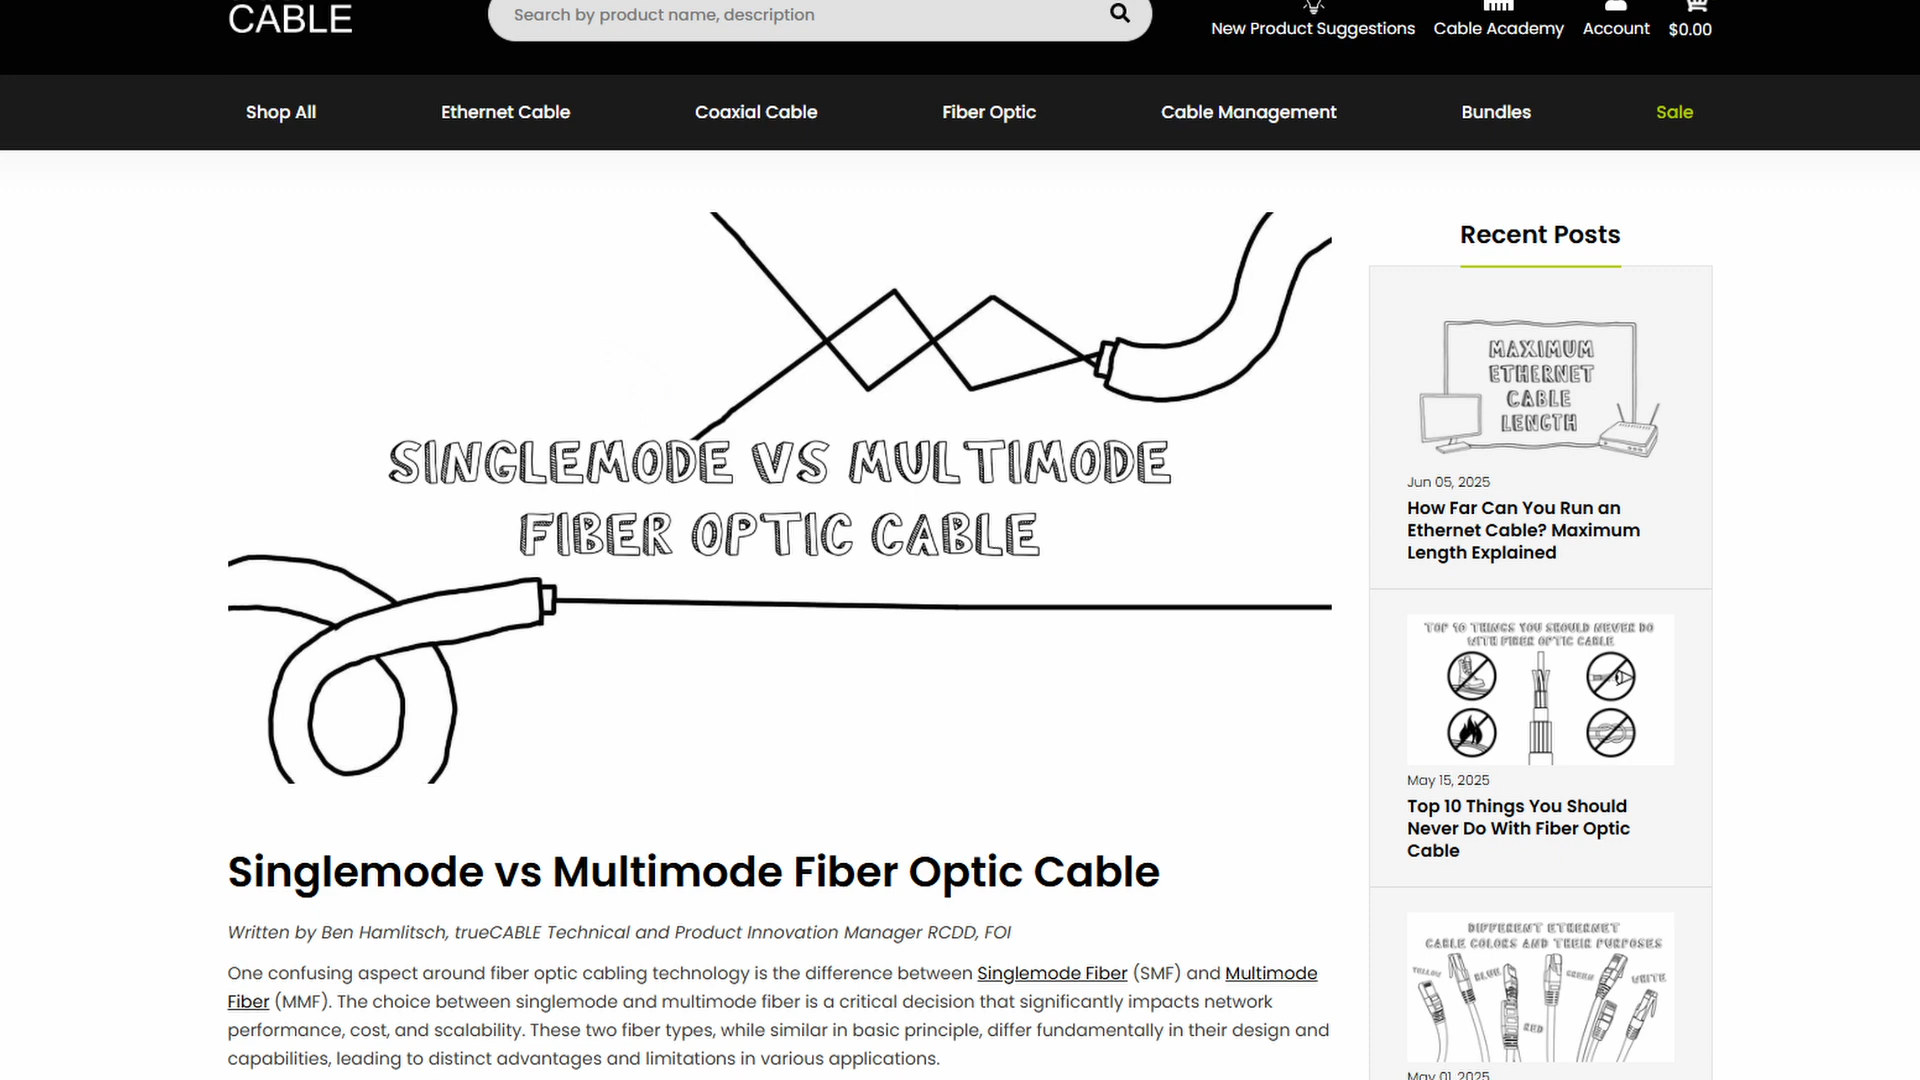 CABLE
Search by product name, description
New Product Suggestions
Cable Academy
Account
$0.00
Shop All
Ethernet Cable
Coaxial Cable
Fiber Optic
Cable Management
Bundles
Sale
SINGLEMODE VS MULTIMODE
FIBER OPTIC CABLE
Singlemode vs Multimode Fiber Optic Cable
Written by Ben Hamlitsch, trueCABLE Technical and Product Innovation Manager RCDD, FOI
One confusing aspect around fiber optic cabling technology is the difference between Singlemode Fiber (SMF) and Multimode
Fiber (MMF). The choice between singlemode and multimode fiber is a critical decision that significantly impacts network
performance, cost, and scalability. These two fiber types, while similar in basic principle, differ fundamentally in their design and
capabilities, leading to distinct advantages and limitations in various applications.
Recent Posts
MAXIMUM
ETHERNET
CABLE
LENGTH
Jun 05, 2025
How Far Can You Run an
Ethernet Cable? Maximum
Length Explained
TOP 10 THINGS YOU SHOULD NEVER DO
WITH FIBER OPTIC CABLE
May 15, 2025
Top 10 Things You Should
Never Do With Fiber Optic
Cable
DIFFERENT ETHERNET
CABLE COLORS AND THEIR PURPOSES
YELLOW
BLUE
RED
GREEN
WHITE
May 01, 2025